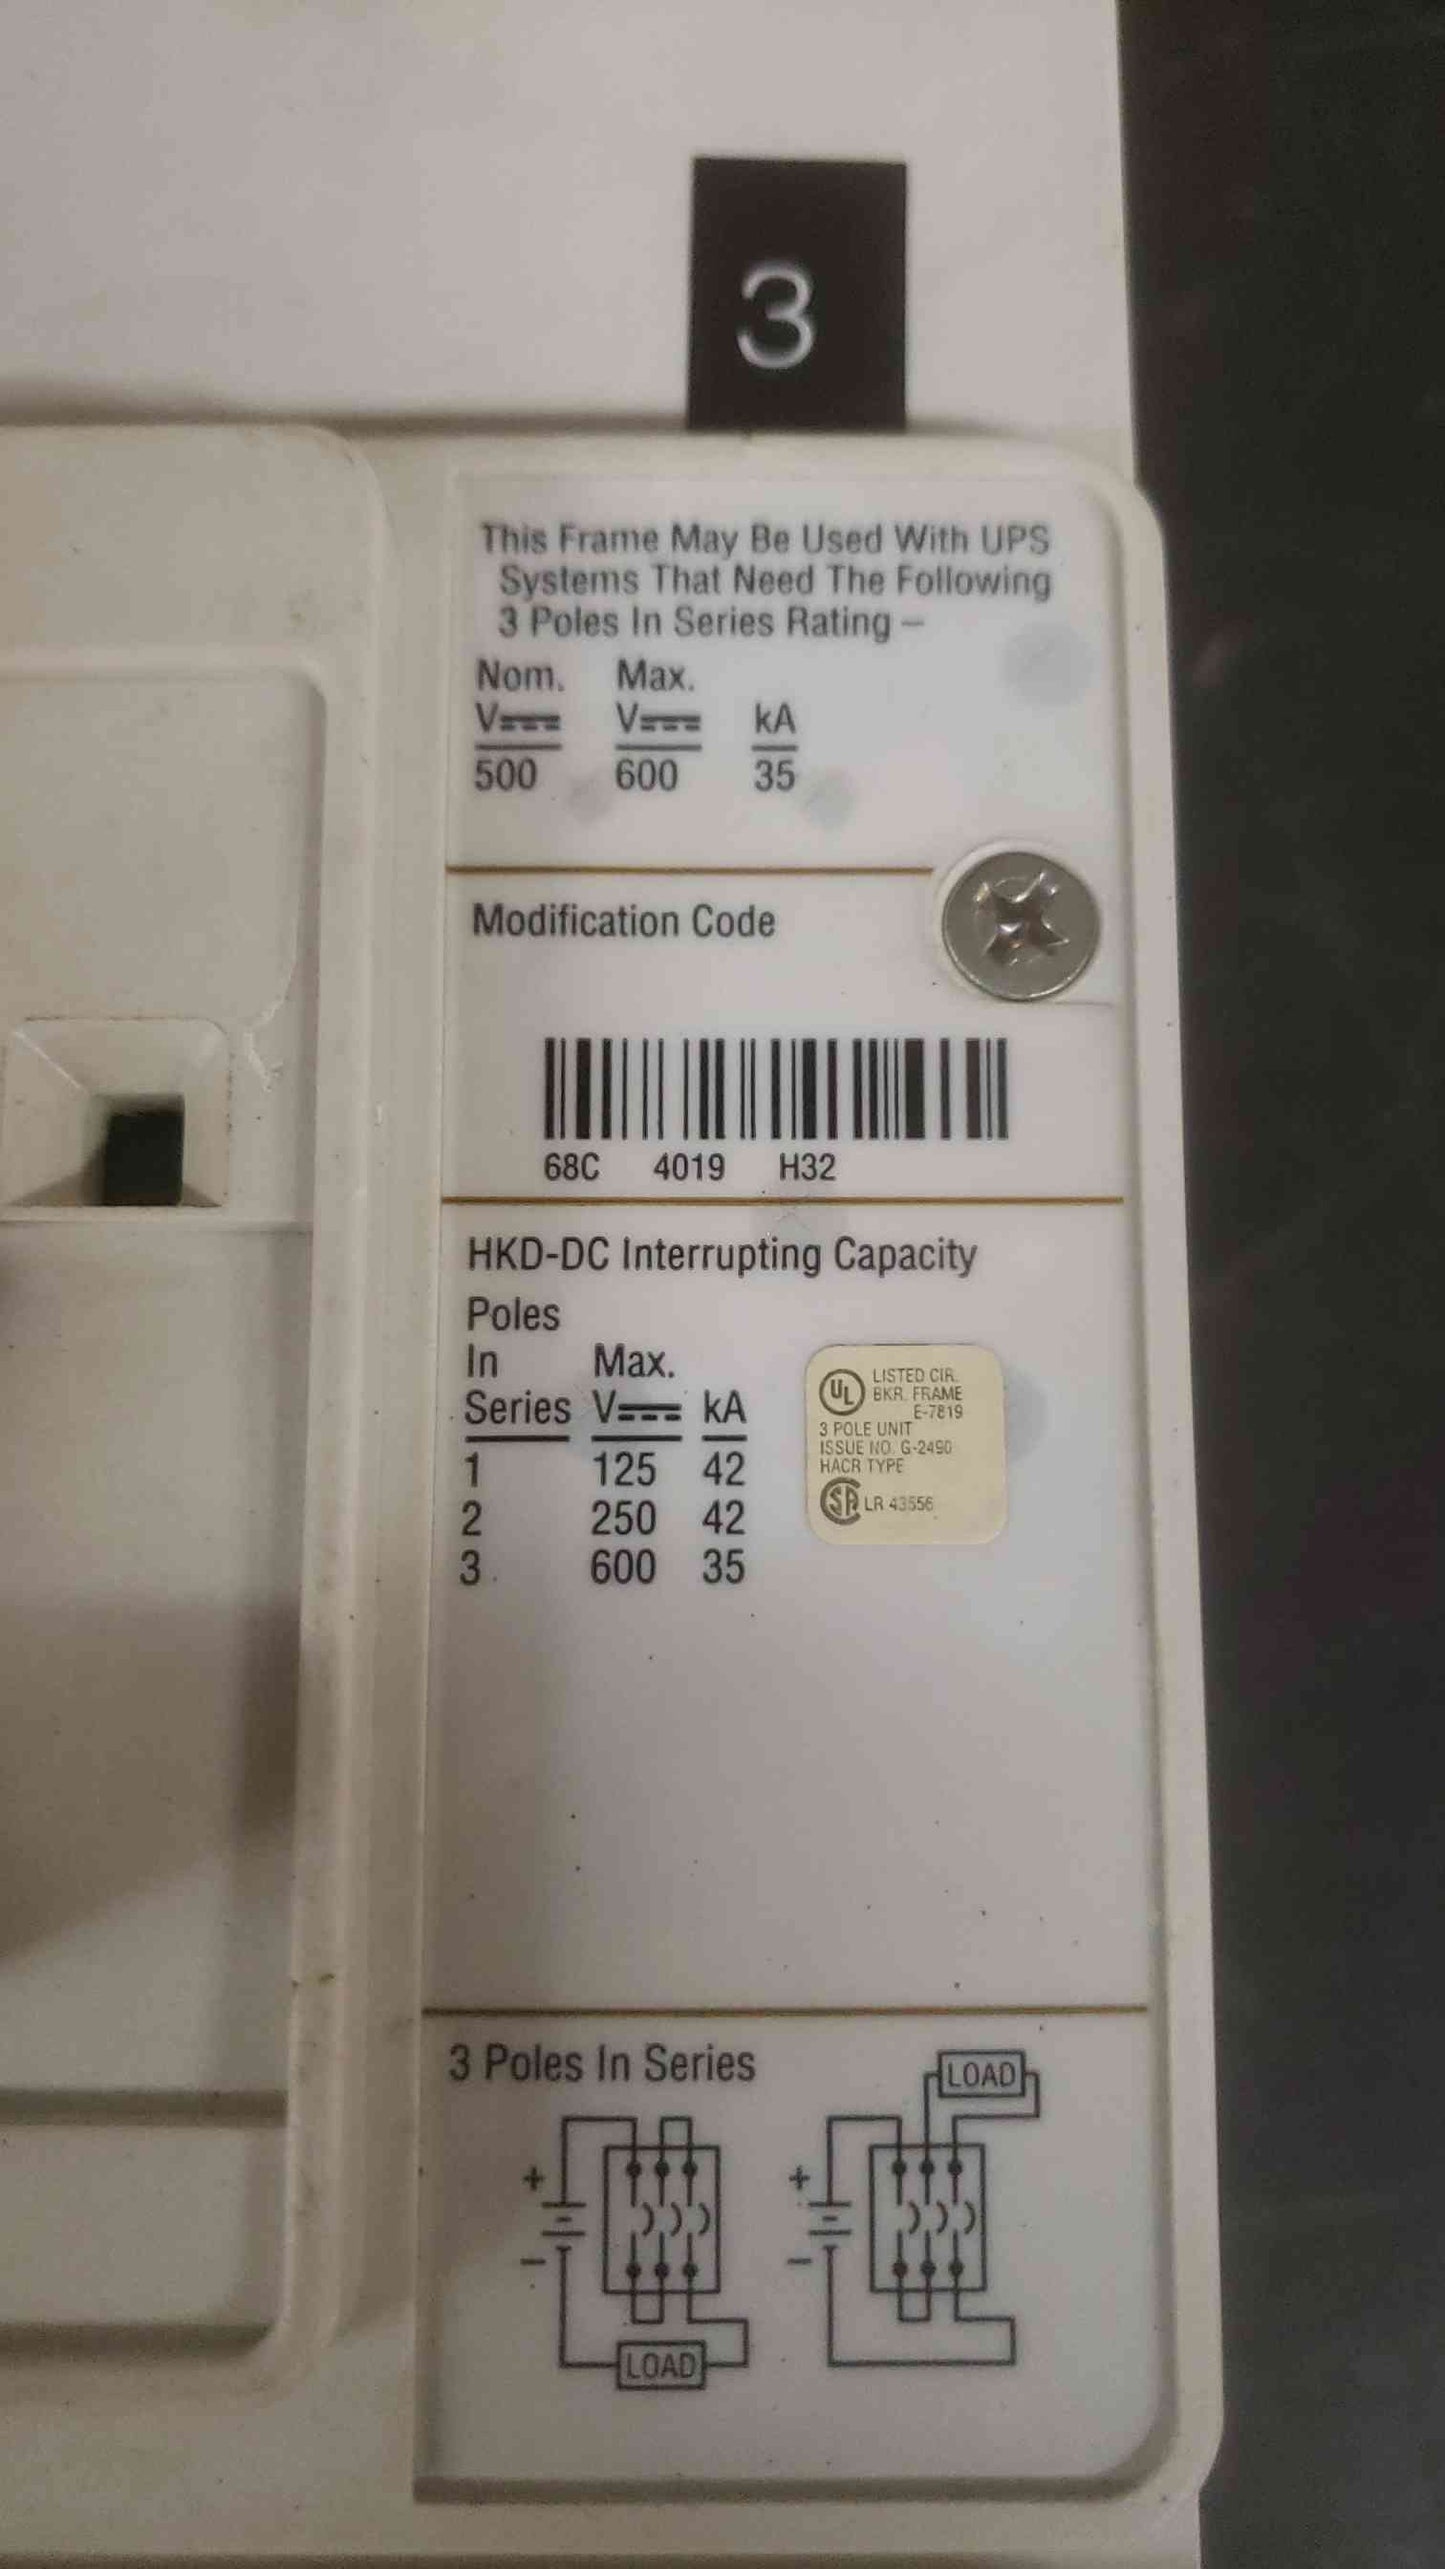 3
This Frame May Be Used With UPS
Systems That Need The Following
3 Poles In Series Rating –
Nom. Max.
V V kA
500 600 35
Modification Code
68C 4019 H32
HKD-DC Interrupting Capacity
Poles
In Max.
Series V kA
1 125 42
2 250 42
3 600 35
UL LISTED CIR.
BKR. FRAME
E-7819
3 POLE UNIT
ISSUE NO. G-2490
HACR TYPE
SA LR 43556
3 Poles In Series
LOAD
+ +
- -
LOAD